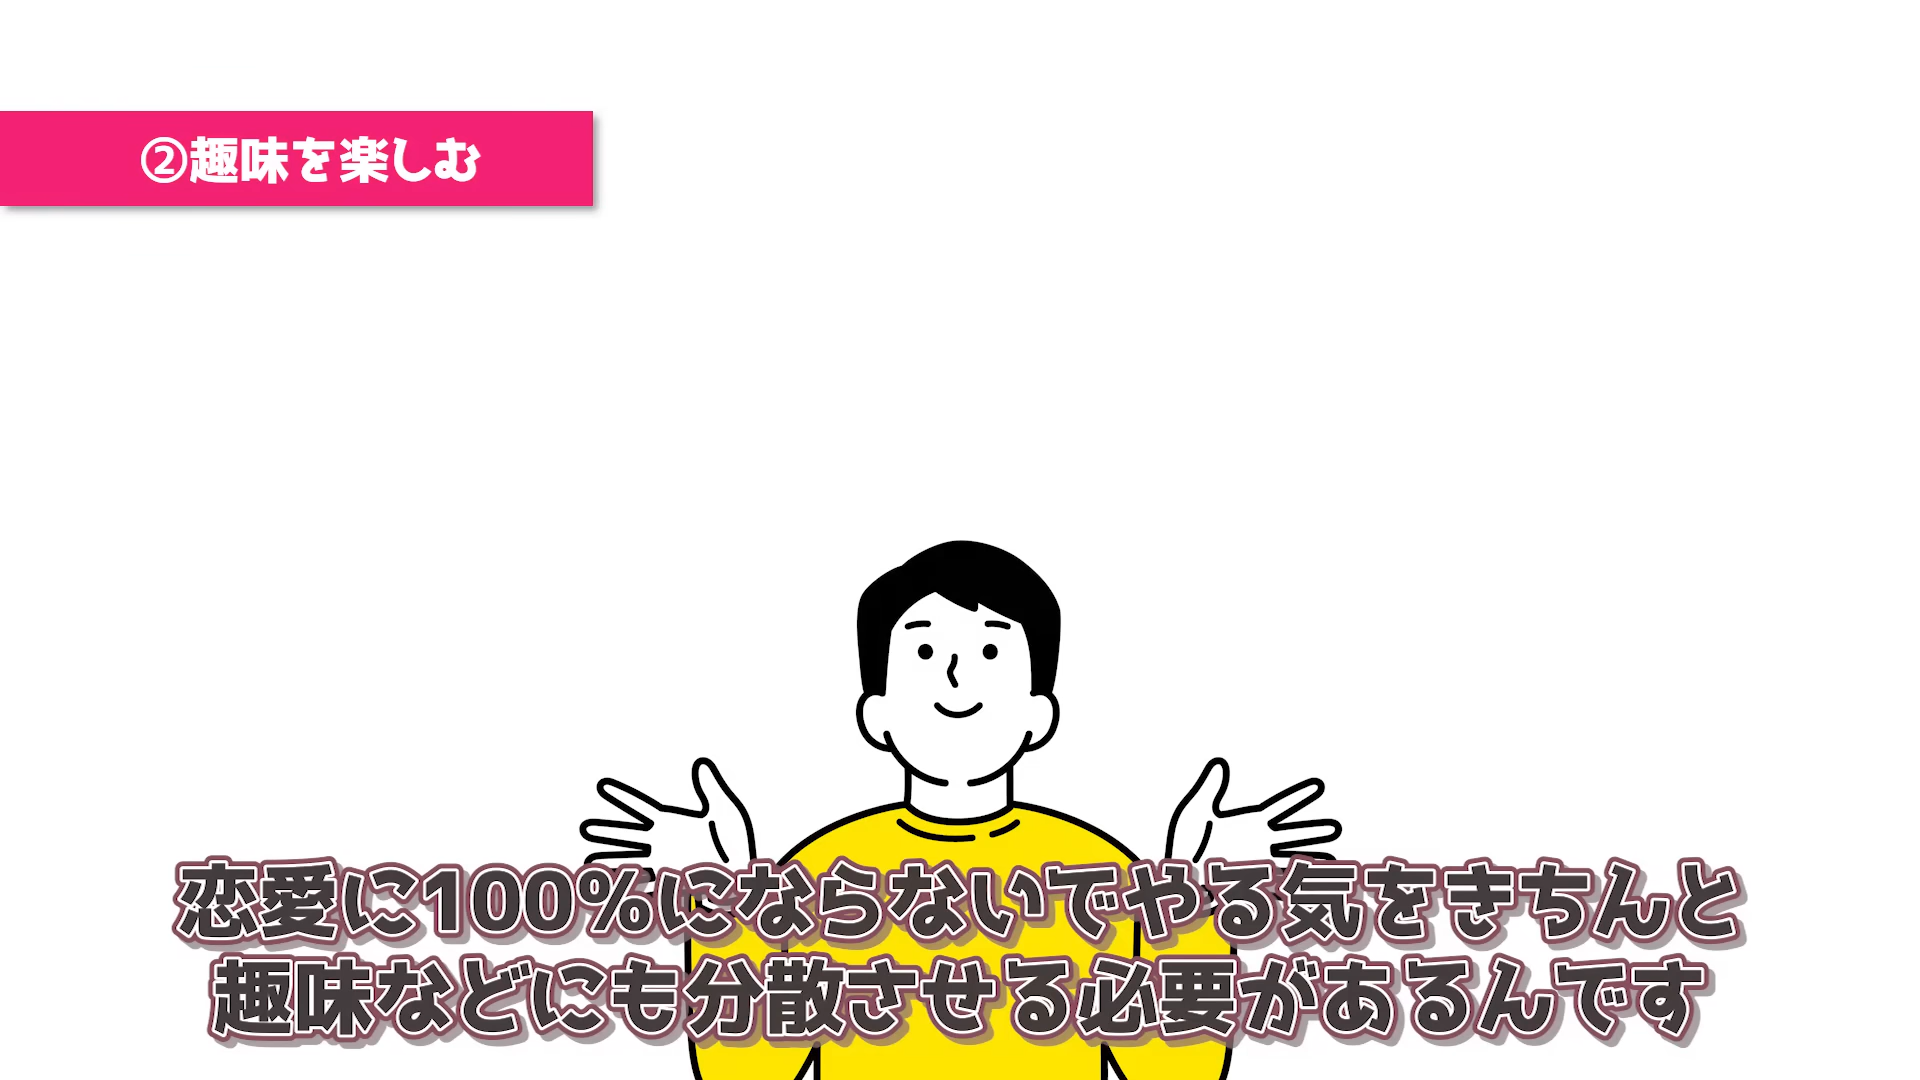 ②趣味を楽しむ
恋愛に100%にならないでやる気をきちんと
趣味などにも分散させる必要があるんです